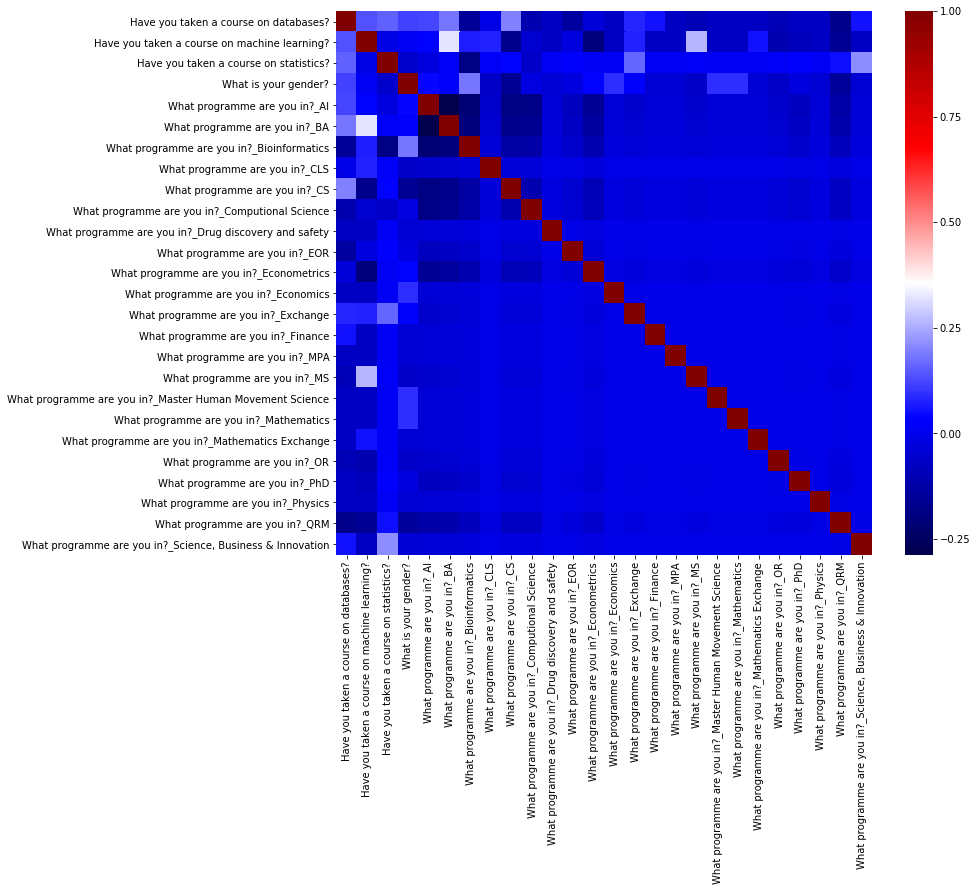 Have you taken a course on databases?
Have you taken a course on machine learning?
Have you taken a course on statistics?
What is your gender?
What programme are you in?_AI
What programme are you in?_BA
What programme are you in?_Bioinformatics
What programme are you in?_CLS
What programme are you in?_CS
What programme are you in?_Computional Science
What programme are you in?_Drug discovery and safety
What programme are you in?_EOR
What programme are you in?_Econometrics
What programme are you in?_Economics
What programme are you in?_Exchange
What programme are you in?_Finance
What programme are you in?_MPA
What programme are you in?_MS
What programme are you in?_Master Human Movement Science
What programme are you in?_Mathematics
What programme are you in?_Mathematics Exchange
What programme are you in?_OR
What programme are you in?_PhD
What programme are you in?_Physics
What programme are you in?_QRM
What programme are you in?_Science, Business & Innovation
Have you taken a course on databases?
Have you taken a course on machine learning?
Have you taken a course on statistics?
What is your gender?
What programme are you in?_AI
What programme are you in?_BA
What programme are you in?_Bioinformatics
What programme are you in?_CLS
What programme are you in?_CS
What programme are you in?_Computional Science
What programme are you in?_Drug discovery and safety
What programme are you in?_EOR
What programme are you in?_Econometrics
What programme are you in?_Economics
What programme are you in?_Exchange
What programme are you in?_Finance
What programme are you in?_MPA
What programme are you in?_MS
What programme are you in?_Master Human Movement Science
What programme are you in?_Mathematics
What programme are you in?_Mathematics Exchange
What programme are you in?_OR
What programme are you in?_PhD
What programme are you in?_Physics
What programme are you in?_QRM
What programme are you in?_Science, Business & Innovation
1.00
0.75
0.50
0.25
0.00
−0.25